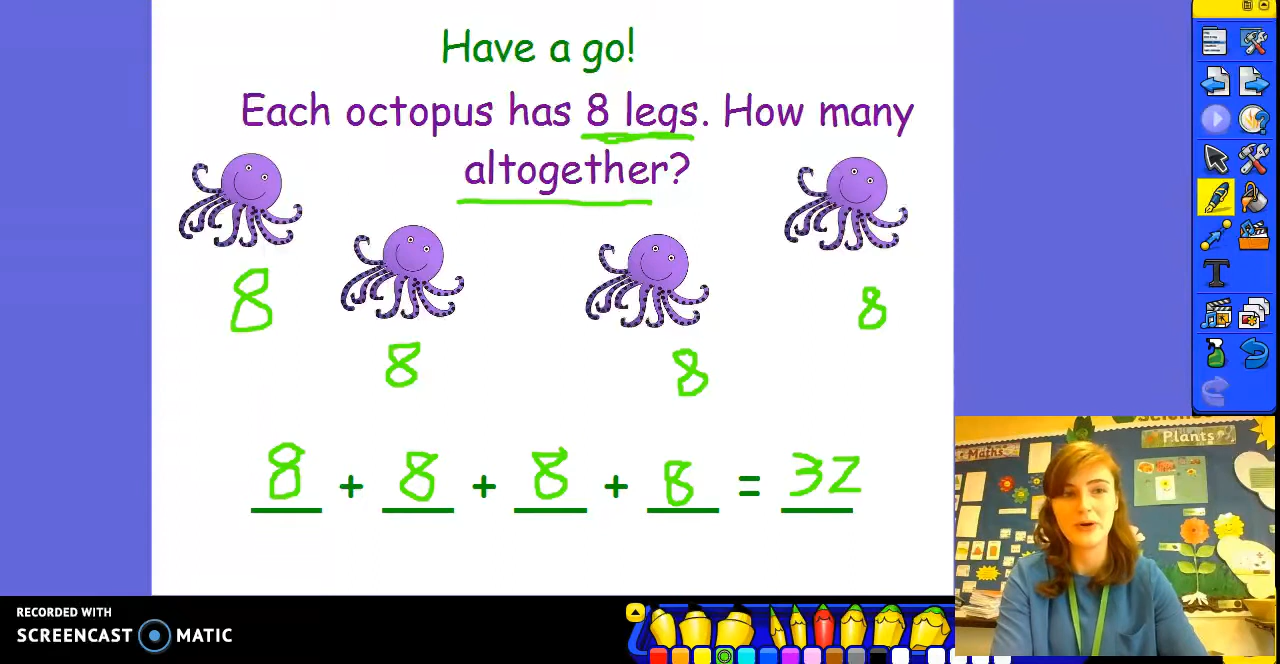 Have a go!
Each octopus has 8 legs. How many
altogether?
8
8
8
8
8 + 8 + 8 + 8 = 32
Science
Plants
Maths
RECORDED WITH
SCREENCAST MATIC